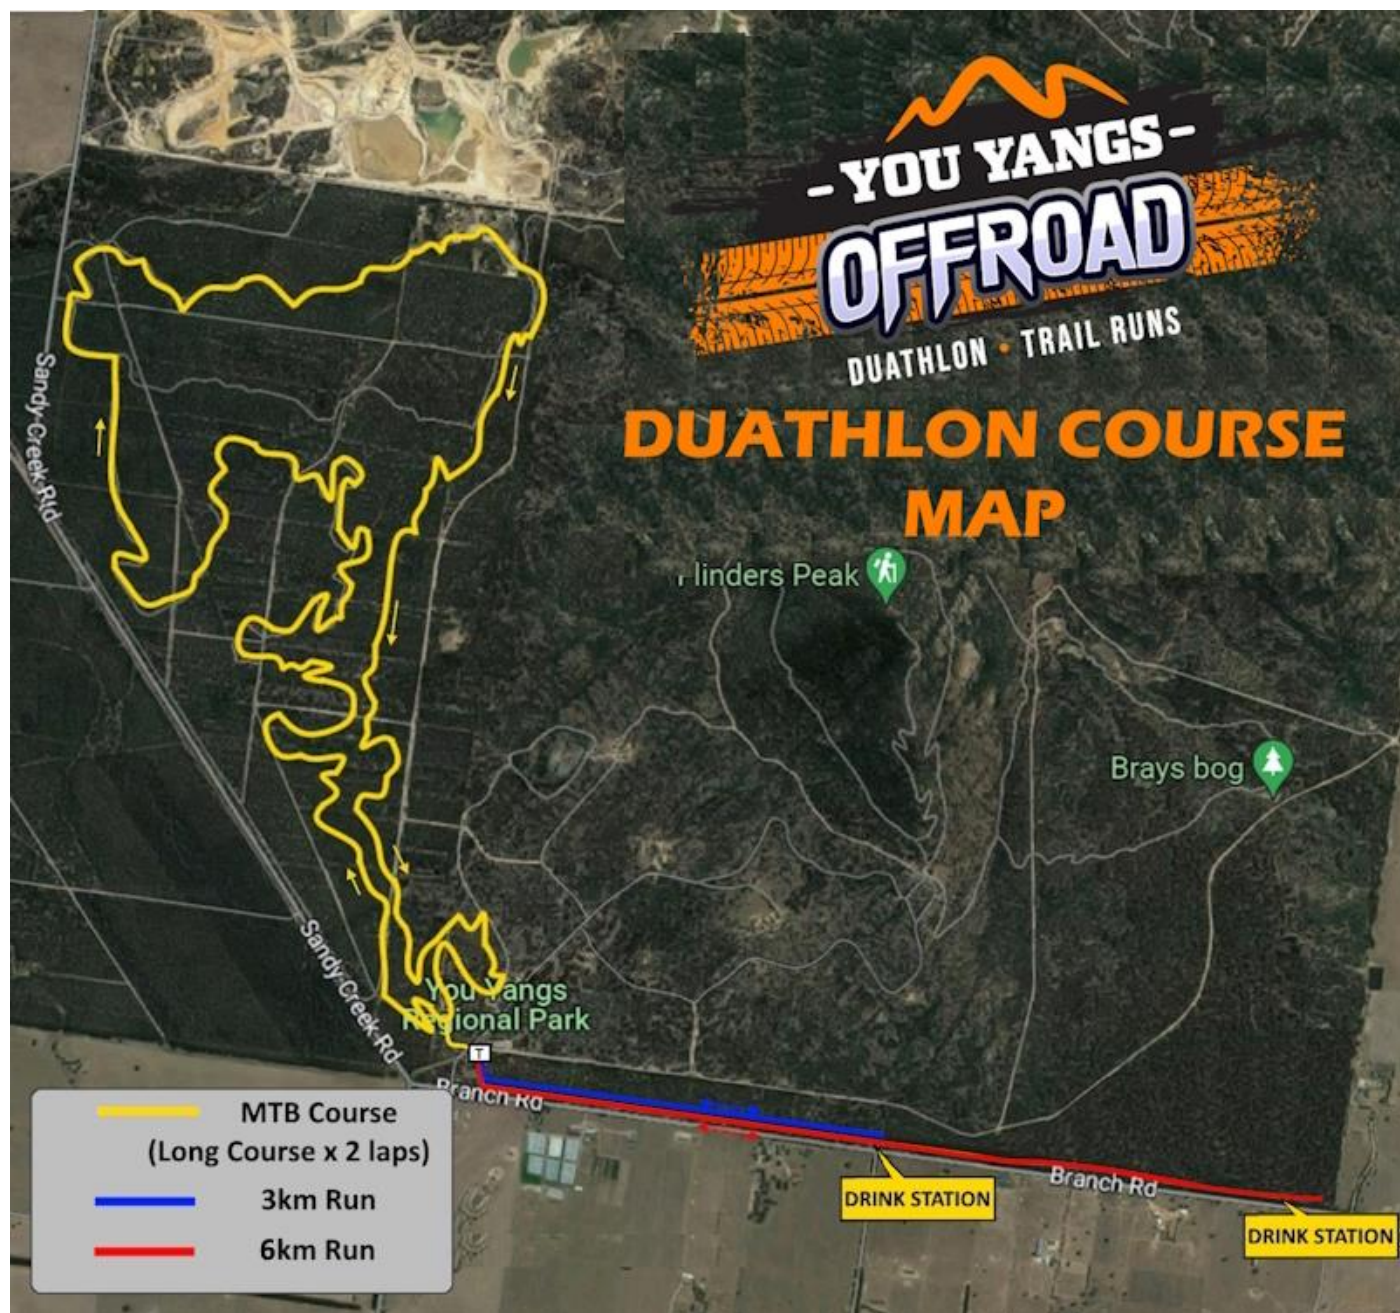 - YOU YANGS -
OFFROAD
DUATHLON • TRAIL RUNS
DUATHLON COURSE
MAP
Sandy Creek Rd
linders Peak
Brays bog
Sandy Creek Rd
You Yangs
Regional Park
T
Branch Rd
Branch Rd
DRINK STATION
DRINK STATION
MTB Course
(Long Course x 2 laps)
3km Run
6km Run